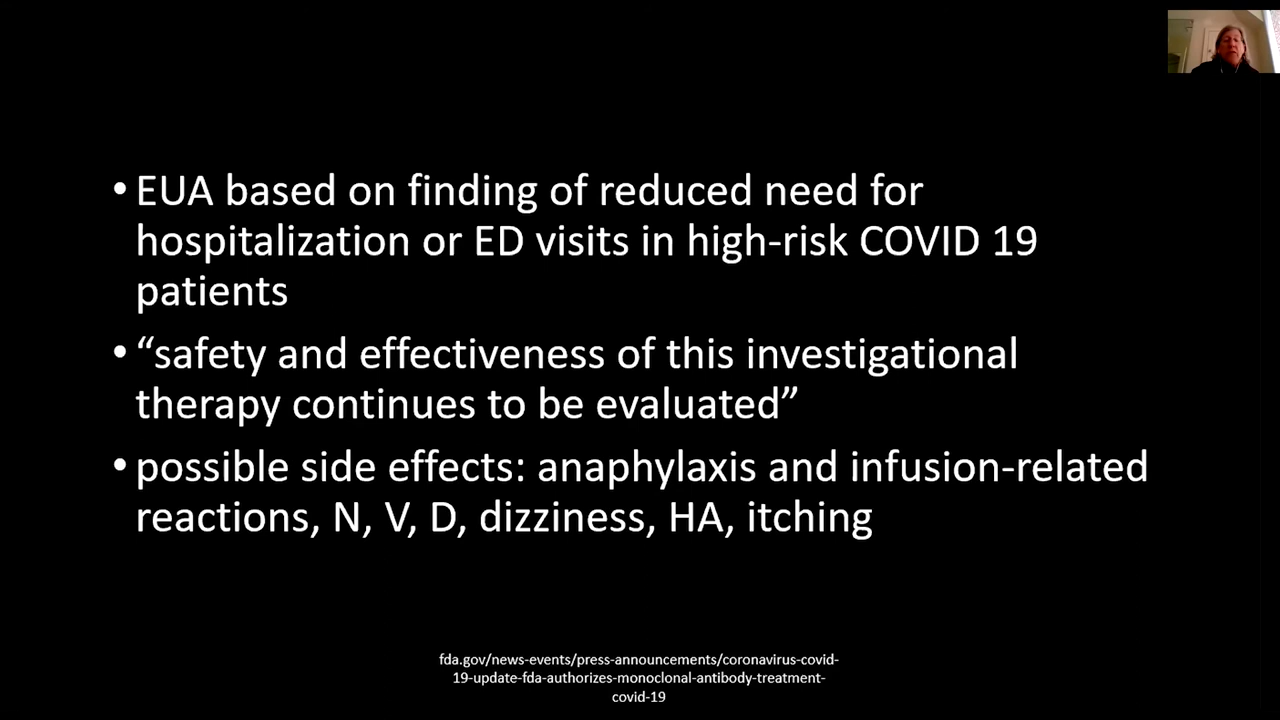 • EUA based on finding of reduced need for
hospitalization or ED visits in high-risk COVID 19
patients
• “safety and effectiveness of this investigational
therapy continues to be evaluated”
• possible side effects: anaphylaxis and infusion-related
reactions, N, V, D, dizziness, HA, itching
fda.gov/news-events/press-announcements/coronavirus-covid-
19-update-fda-authorizes-monoclonal-antibody-treatment-
covid-19